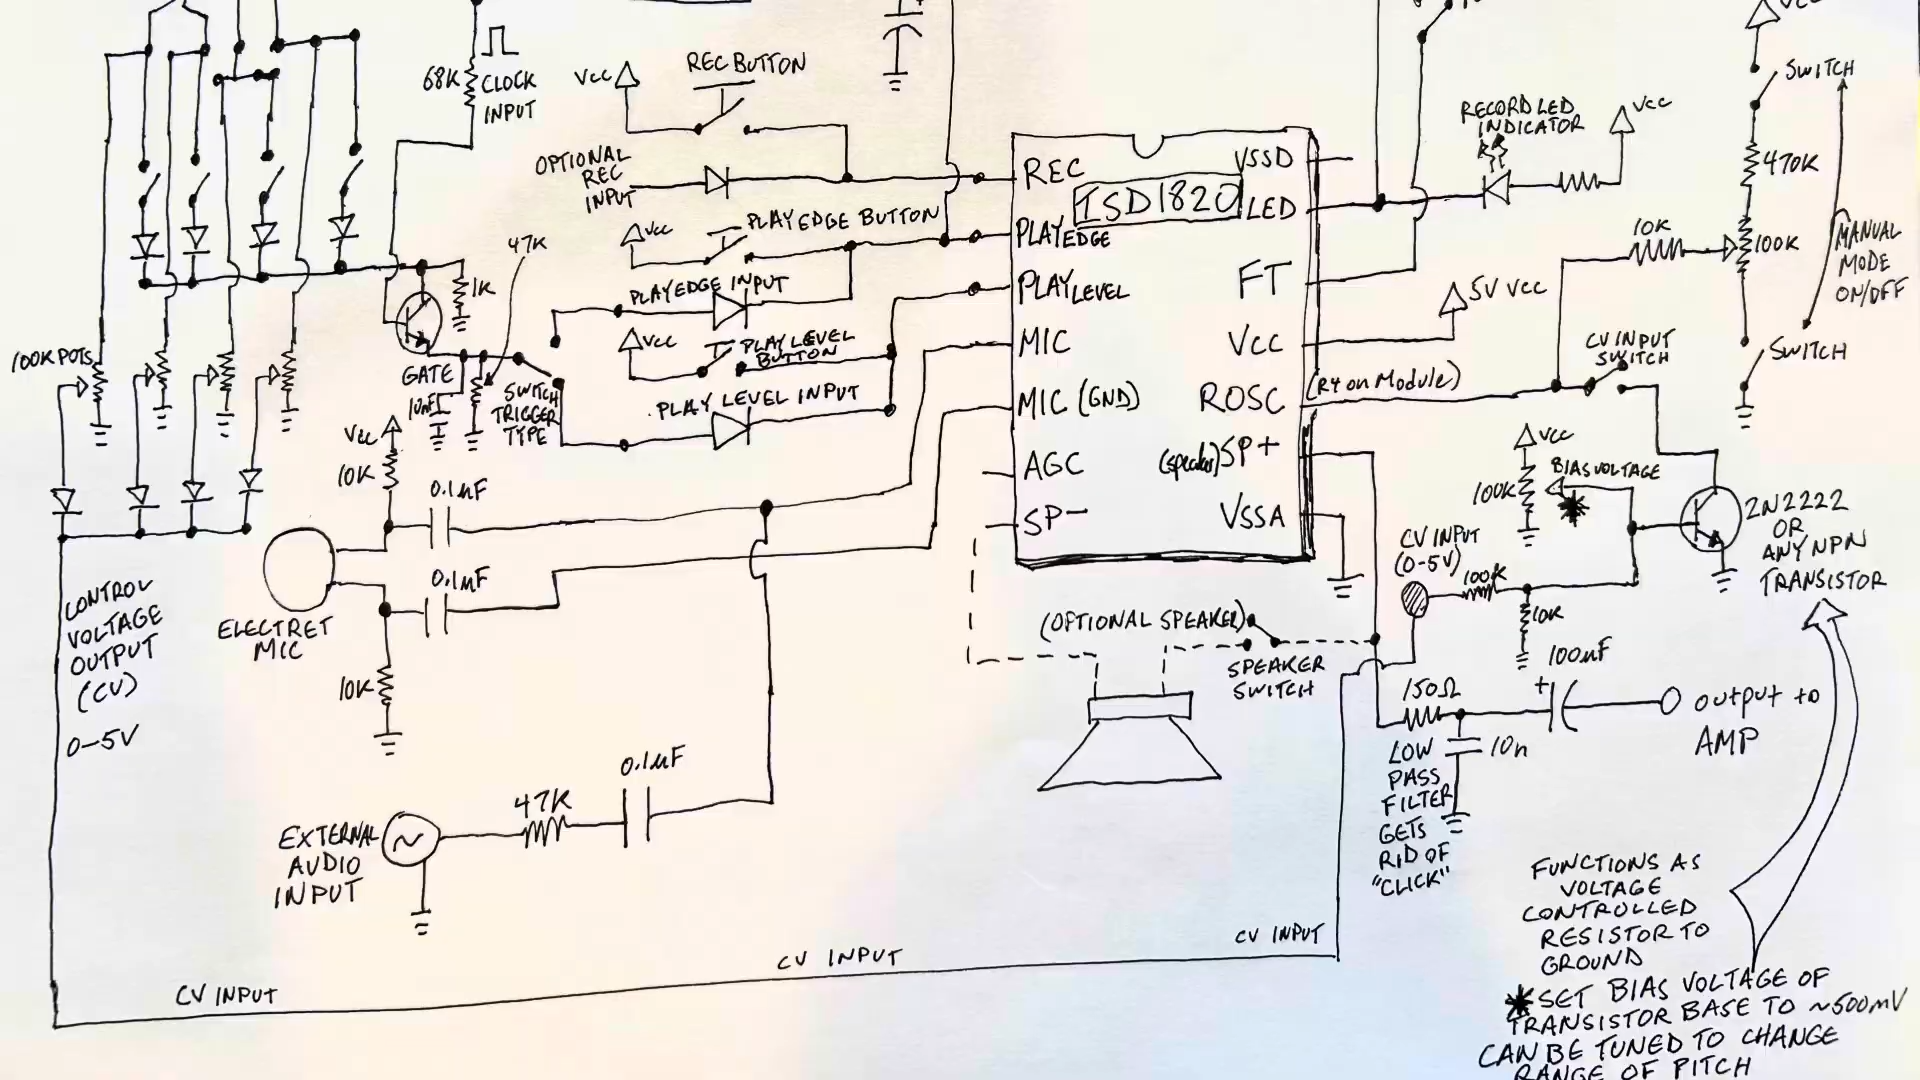 68K
CLOCK
INPUT
Vcc
REC BUTTON
OPTIONAL
REC
INPUT
Vcc
PLAYEDGE BUTTON
47K
PLAYEDGE INPUT
1K
Vcc
PLAY LEVEL
BUTTON
PLAY LEVEL INPUT
100K POTS
GATE
10nF
SWITCH
TRIGGER
TYPE
Vcc
10K
0.1uF
0.1uF
ELECTRET
MIC
10K
CONTROL
VOLTAGE
OUTPUT
(CV)
0-5V
EXTERNAL
AUDIO
INPUT
47K
0.1uF
CV INPUT
CV INPUT
CV INPUT
ISD1820
REC
PLAYEDGE
PLAYLEVEL
MIC
MIC (GND)
AGC
SP-
VSSD
LED
FT
Vcc
ROSC
(speaker) SP+
VSSA
RECORD LED
INDICATOR
Vcc
Vcc
SWITCH
470K
10K
100K
MANUAL
MODE
ON/OFF
SWITCH
5V Vcc
CV INPUT
SWITCH
(R4 on Module)
Vcc
BIAS VOLTAGE
100K
2N2222
OR
ANY NPN
TRANSISTOR
CV INPUT
(0-5V)
100K
10K
(OPTIONAL SPEAKER)
SPEAKER
SWITCH
100uF
+
150Ω
10n
OUTPUT to
AMP
LOW
PASS
FILTER
GETS
RID OF
"CLICK"
FUNCTIONS AS
VOLTAGE
CONTROLLED
RESISTOR TO
GROUND
SET BIAS VOLTAGE OF
TRANSISTOR BASE TO ~500mV
CAN BE TUNED TO CHANGE
RANGE OF PITCH